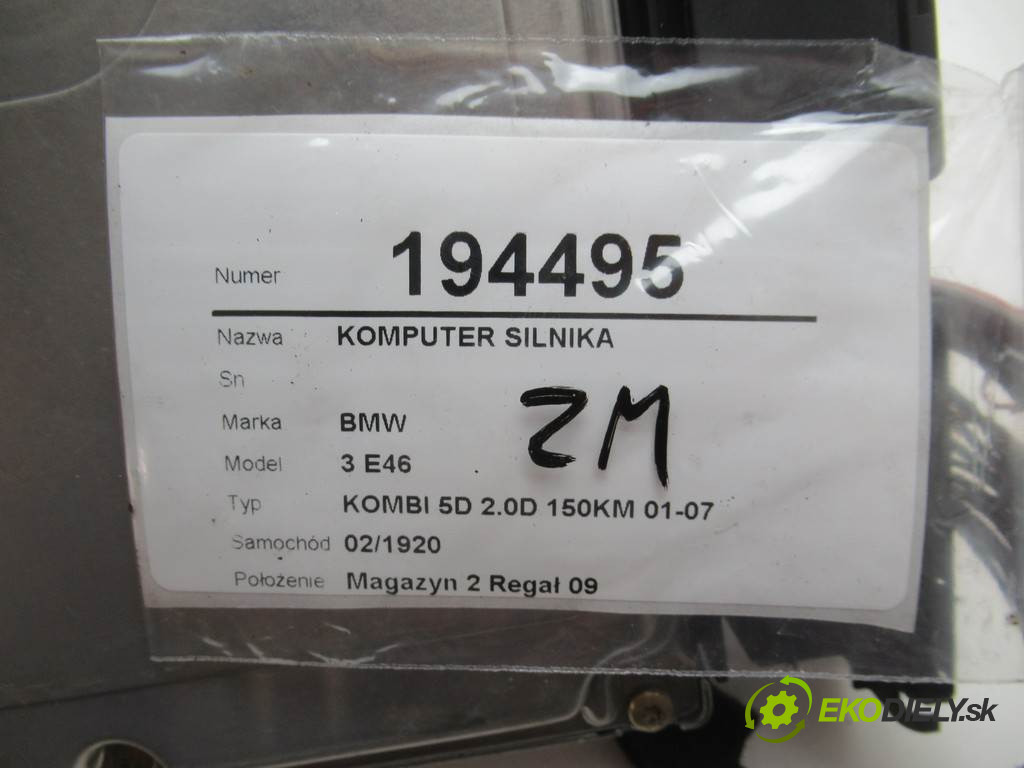 Numer 194495
Nazwa KOMPUTER SILNIKA
Sn
Marka BMW
ZM
Model 3 E46
Typ KOMBI 5D 2.0D 150KM 01-07
Samochód 02/1920
Położenie Magazyn 2 Regał 09
EKODIELY.sk